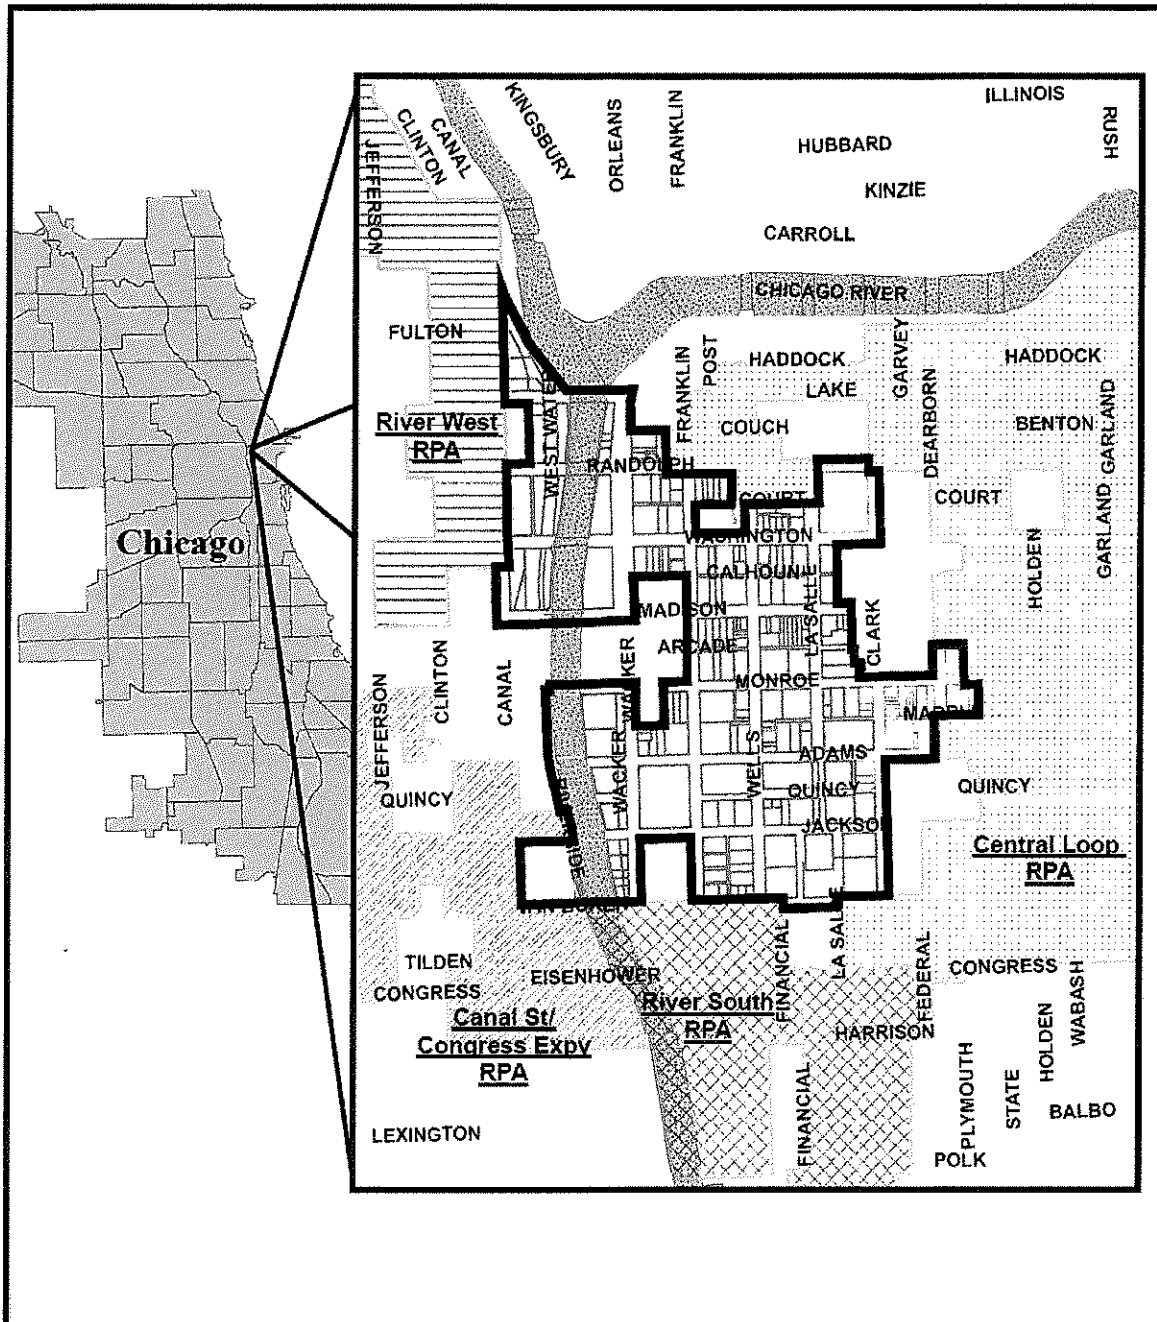 ILLINOIS
KINGSBURY
CANAL
CLINTON
ORLEANS
FRANKLIN
RUSH
HUBBARD
JEFFERSON
KINZIE
CARROLL
CHICAGO RIVER
FULTON
FRANKLIN
POST
HADDOCK
GARVEY
HADDOCK
LAKE
DEARBORN
GARLAND
River West
RPA
WEST WATER
COUCH
BENTON
RANDOLPH
COURT
COURT
GARLAND
Chicago
WASHINGTON
HOLDEN
CALHOUN
LA SALLE
MADISON
CLARK
ARCADE
WACKER
MONROE
CLINTON
CANAL
JEFFERSON
WELLS
ADAMS
WACKER
QUINCY
QUINCY
QUINCY
JACKSON
Central Loop
RPA
LA SALLE
FINANCIAL
TILDEN
EISENHOWER
FEDERAL
CONGRESS
CONGRESS
WABASH
River South
RPA
HOLDEN
Canal St/
Congress Expy
RPA
HARRISON
FINANCIAL
PLYMOUTH
STATE
BALBO
LEXINGTON
POLK